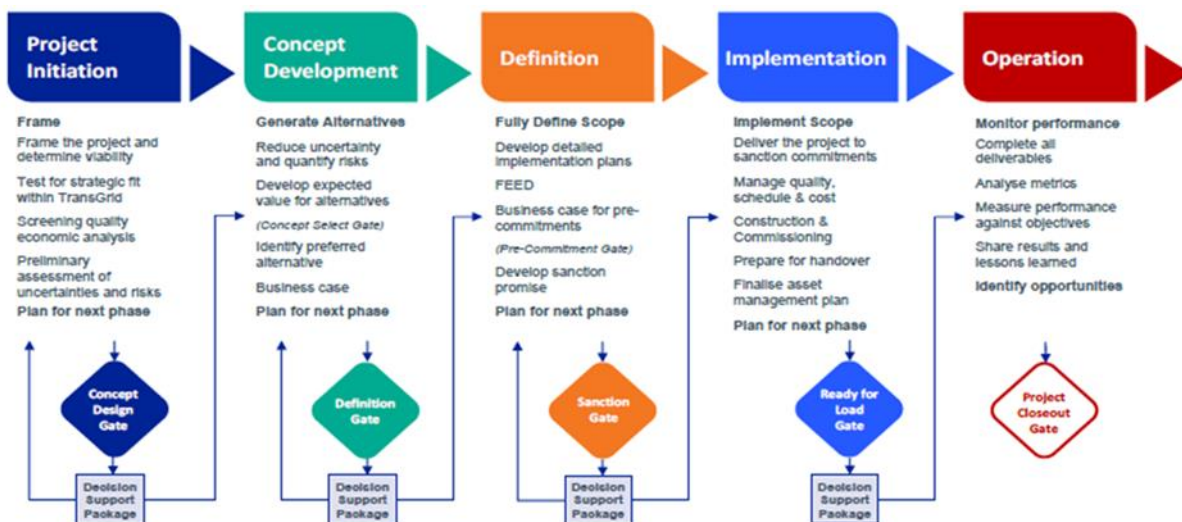 Project
Initiation
Concept
Development
Definition
Implementation
Operation
Frame
Frame the project and
determine viability
Test for strategic fit
within TransGrid
Screening quality
economic analysis
Preliminary
assessment of
uncertainties and risks
Plan for next phase
Generate Alternatives
Reduce uncertainty
and quantify risks
Develop expected
value for alternatives
(Concept Select Gate)
Identify preferred
alternative
Business case
Plan for next phase
Fully Define Scope
Develop detailed
implementation plans
FEED
Business case for pre-
commitments
(Pre-Commitment Gate)
Develop sanction
promise
Plan for next phase
Implement Scope
Deliver the project to
sanction commitments
Manage quality,
schedule & cost
Construction &
Commissioning
Prepare for handover
Finalise asset
management plan
Plan for next phase
Monitor performance
Complete all
deliverables
Analyse metrics
Measure performance
against objectives
Share results and
lessons learned
Identify opportunities
Concept
Design
Gate
Definition
Gate
Sanction
Gate
Ready for
Load
Gate
Project
Closeout
Gate
Decision
Support
Package
Decision
Support
Package
Decision
Support
Package
Decision
Support
Package